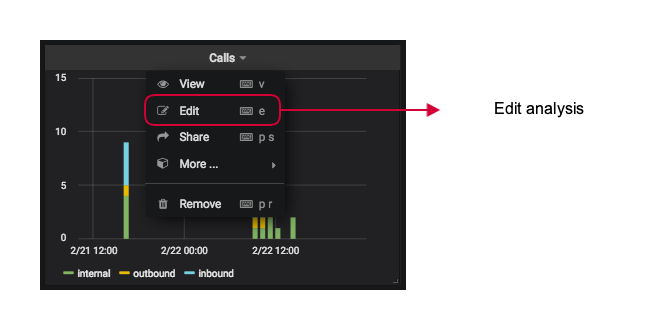 Calls
15
10
5
0
View v
Edit e
Share p s
More ...
Remove p r
Edit analysis
2/21 12:00 2/22 00:00 2/22 12:00
internal outbound inbound